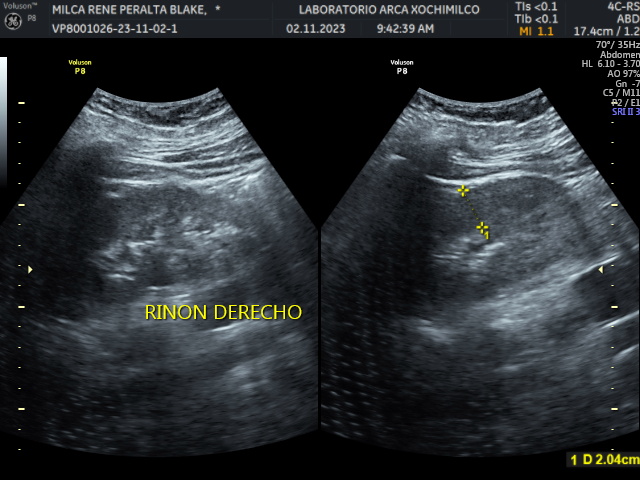 Voluson™
P8
MILCA RENE PERALTA BLAKE, *
VP8001026-23-11-02-1
LABORATORIO ARCA XOCHIMILCO
02.11.2023 9:42:39 AM
TIs <0.1
TIb <0.1
MI 1.1
4C-RS
ABD
17.4cm / 1.2
70°/ 35Hz
Abdomen
HL 6.10 - 3.70
AO 97%
Gn -7
C5 / M11
P2 / E1
SRI II 3
Voluson
P8
Voluson
P8
1
RINON DERECHO
1 D 2.04cm